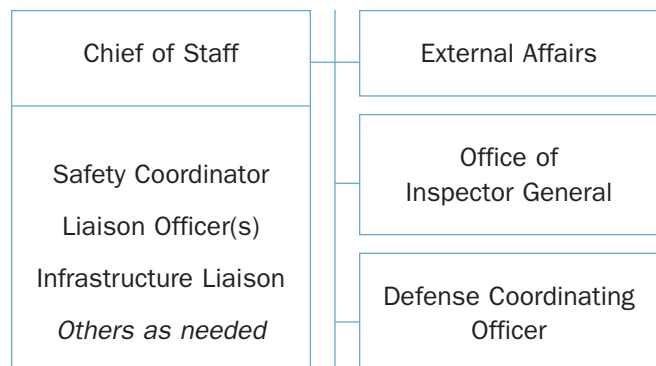 Chief of Staff
Safety Coordinator
Liaison Officer(s)
Infrastructure Liaison
Others as needed
External Affairs
Office of
Inspector General
Defense Coordinating
Officer